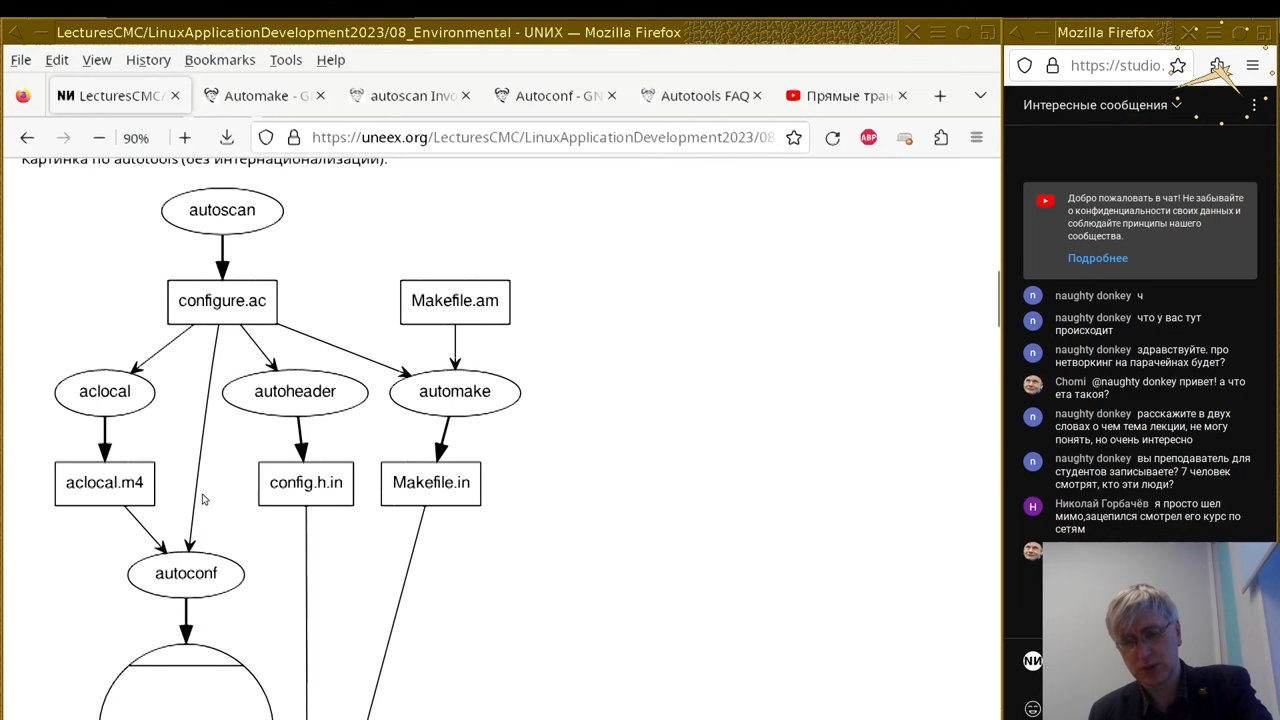 LecturesCMC/LinuxApplicationDevelopment2023/08_Environmental - UNИX — Mozilla Firefox
File Edit View History Bookmarks Tools Help
LecturesCMC/ Automake - G autoscan Invo Autoconf - GN Autotools FAQ Прямые тран
90% https://uneex.org/LecturesCMC/LinuxApplicationDevelopment2023/08
Картинка по autotools (без интернационализации):
autoscan
configure.ac Makefile.am
aclocal autoheader automake
aclocal.m4 config.h.in Makefile.in
autoconf
Mozilla Firefox
https://studio.
Интересные сообщения
Добро пожаловать в чат! Не забывайте
о конфиденциальности своих данных и
соблюдайте принципы нашего
сообщества.
Подробнее
naughty donkey ч
naughty donkey что у вас тут
происходит
naughty donkey здравствуйте. про
нетворкинг на парачейнах будет?
Chomi @naughty donkey привет! а что
ета такоя?
naughty donkey расскажите в двух
словах о чем тема лекции, не могу
понять, но очень интересно
naughty donkey вы преподаватель для
студентов записываете? 7 человек
смотрят, кто эти люди?
Николай Горбачёв я просто шел
мимо,зацепился смотрел его курс по
сетям